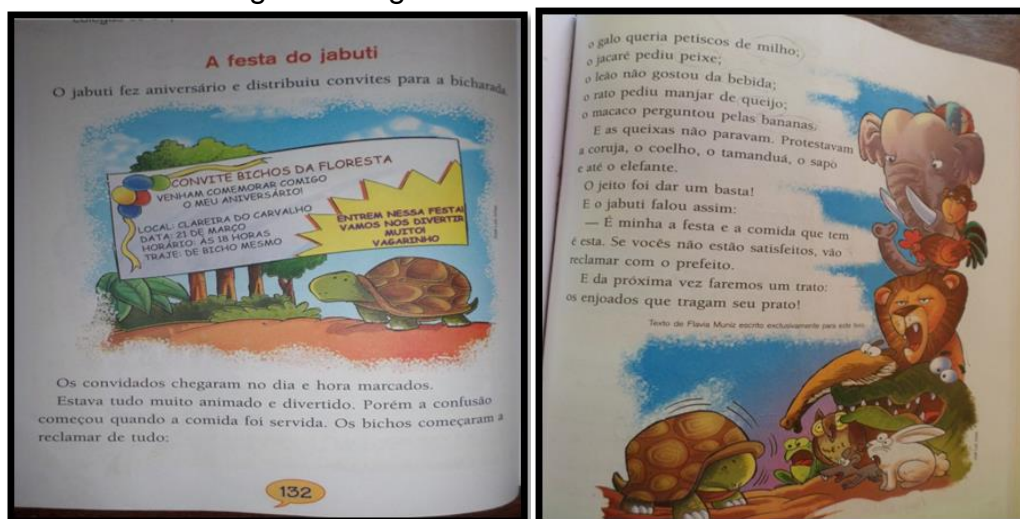 A festa do jabuti
O jabuti fez aniversário e distribuiu convites para a bicharada
CONVITE BICHOS DA FLORESTA
VENHAM COMEMORAR COMIGO
O MEU ANIVERSÁRIO!
LOCAL: CLAREIRA DO CARVALHO
DATA: 21 DE MARÇO
HORÁRIO: ÀS 18 HORAS
TRAJE: DE BICHO MESMO
ENTREM NESSA FESTA!
VAMOS NOS DIVERTIR
MUITO!
VAGARINHO
Os convidados chegaram no dia e hora marcados.
Estava tudo muito animado e divertido. Porém a confusão
começou quando a comida foi servida. Os bichos começaram a
reclamar de tudo:
132
o galo queria petiscos de milho;
o jacaré pediu peixe;
o leão não gostou da bebida;
o rato pediu manjar de queijo;
o macaco perguntou pelas bananas.
E as queixas não paravam. Protestavam
a coruja, o coelho, o tamanduá, o sapo
e até o elefante.
O jeito foi dar um basta!
E o jabuti falou assim:
— É minha a festa e a comida que tem
é esta. Se vocês não estão satisfeitos, vão
reclamar com o prefeito.
E da próxima vez faremos um trato:
os enjoados que tragam seu prato!
Texto de Flavia Muniz escrito exclusivamente para este livro.